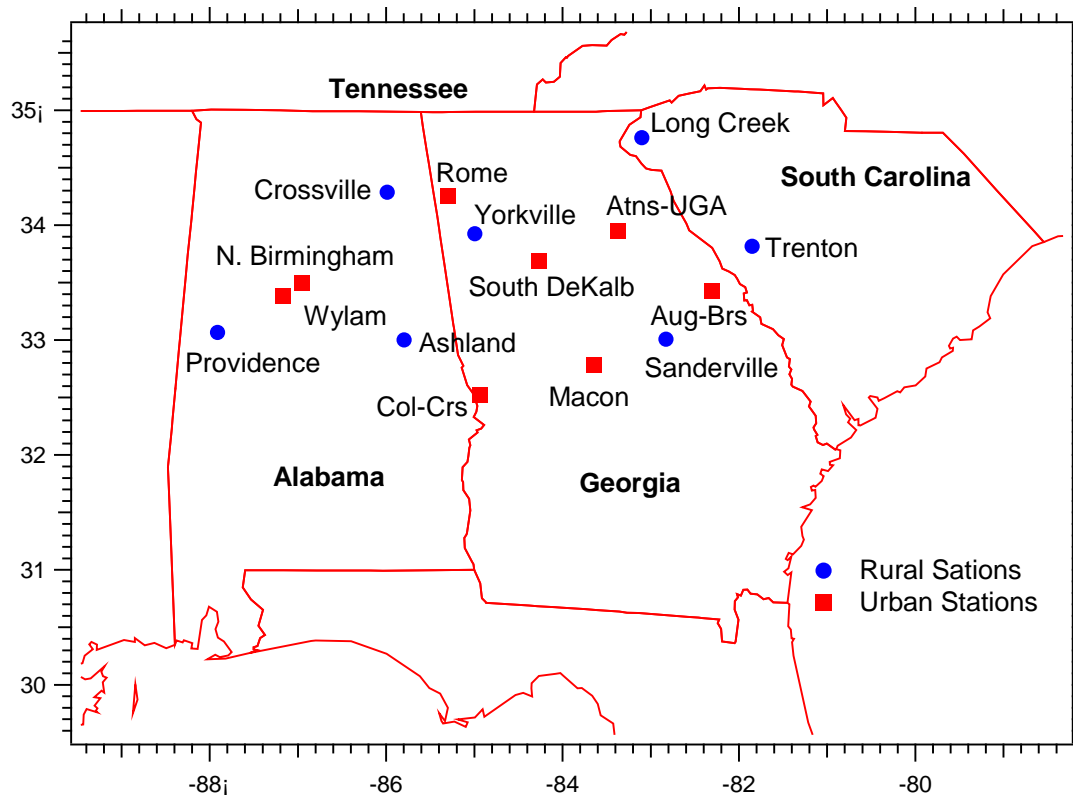 Tennessee
35¡
Long Creek
Rome
South Carolina
Crossville
Yorkville
Atns-UGA
34
Trenton
N. Birmingham
South DeKalb
Wylam
Aug-Brs
33
Ashland
Providence
Sanderville
Col-Crs
Macon
32
Alabama
Georgia
31
Rural Sations
Urban Stations
30
-88¡
-86
-84
-82
-80